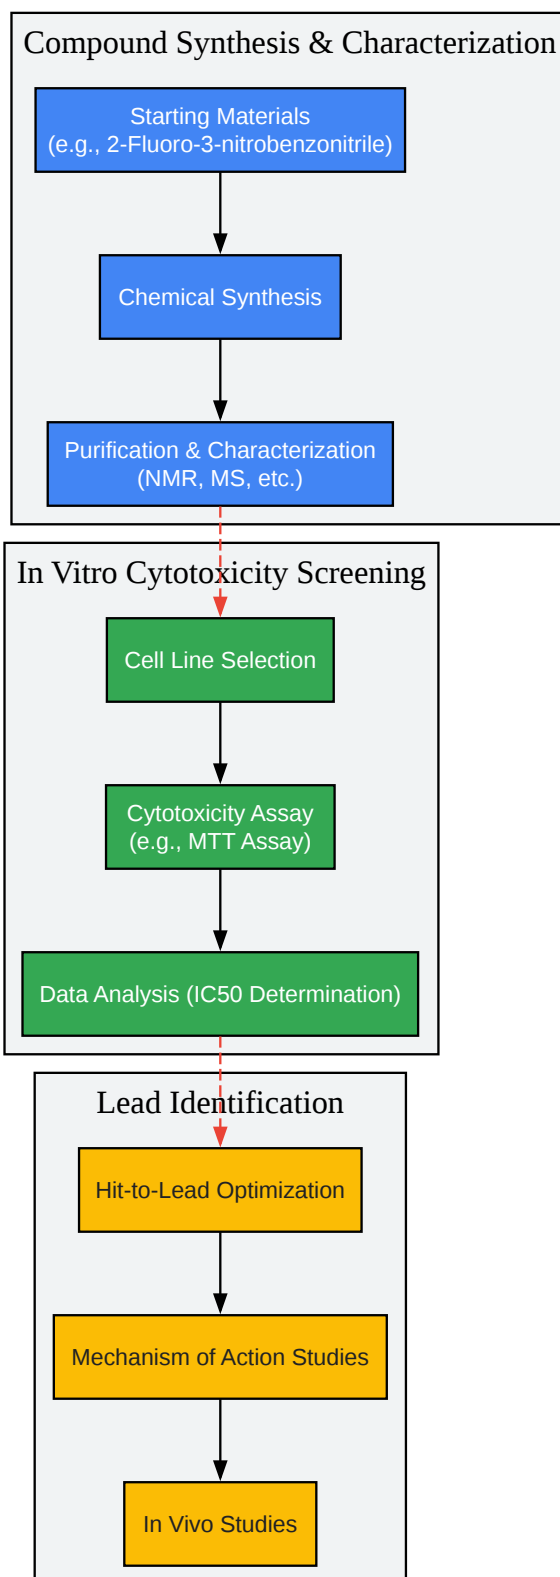 Compound Synthesis & Characterization
Starting Materials
(e.g., 2-Fluoro-3-nitrobenzonitrile)
Chemical Synthesis
Purification & Characterization
(NMR, MS, etc.)
In Vitro Cytotoxicity Screening
Cell Line Selection
Cytotoxicity Assay
(e.g., MTT Assay)
Data Analysis (IC50 Determination)
Lead Identification
Hit-to-Lead Optimization
Mechanism of Action Studies
In Vivo Studies